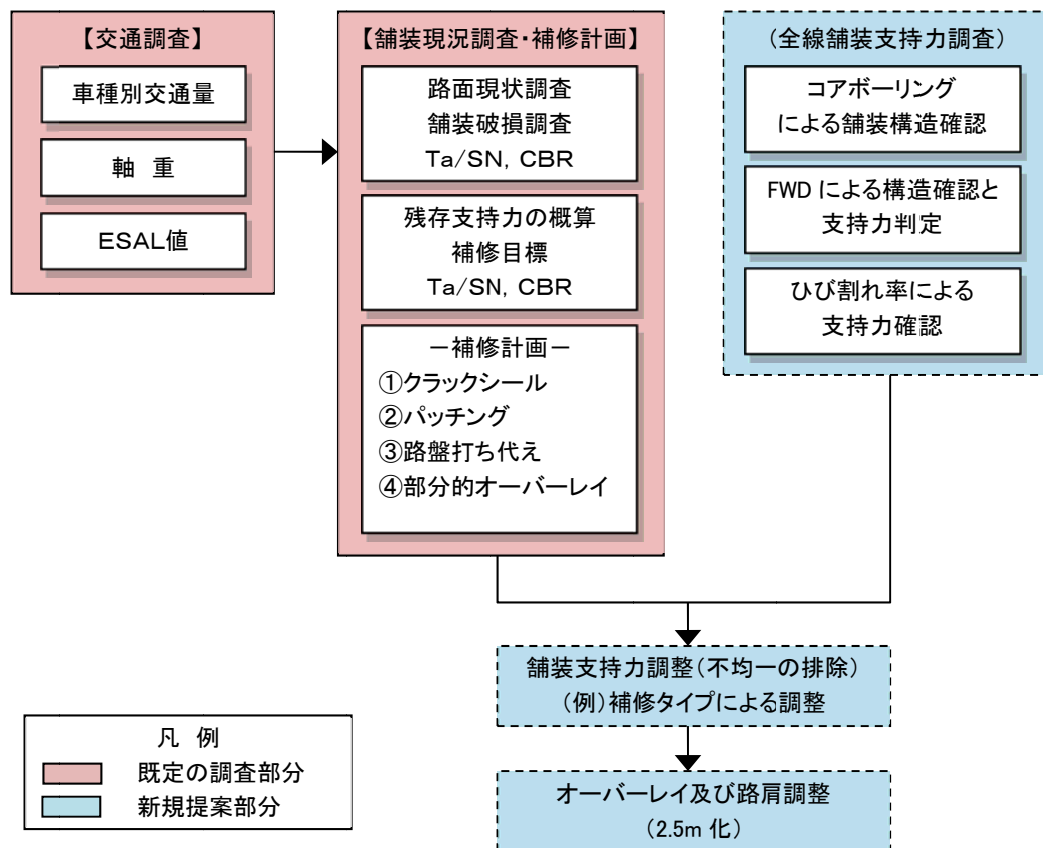 【交通調査】
車種別交通量
軸 重
ESAL値
【舗装現況調査・補修計画】
路面現状調査
舗装破損調査
Ta/SN, CBR
残存支持力の概算
補修目標
Ta/SN, CBR
－補修計画－
①クラックシール
②パッチング
③路盤打ち代え
④部分的オーバーレイ
(全線舗装支持力調査)
コアボーリング
による舗装構造確認
FWD による構造確認と
支持力判定
ひび割れ率による
支持力確認
舗装支持力調整(不均一の排除)
(例)補修タイプによる調整
オーバーレイ及び路肩調整
(2.5m 化)
凡 例
既定の調査部分
新規提案部分